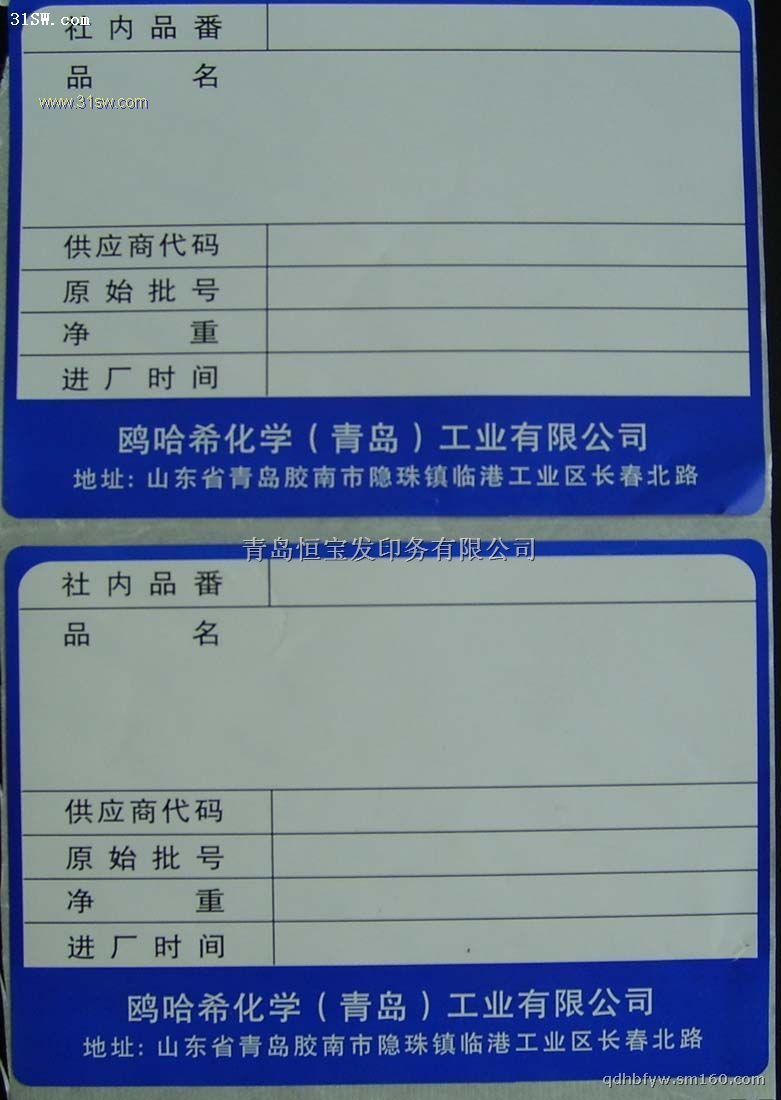 31SW.com
社内品番
品名
www.31sw.com
供应商代码
原始批号
净重
进厂时间
鸥哈希化学（青岛）工业有限公司
地址: 山东省青岛胶南市隐珠镇临港工业区长春北路
青岛恒宝发印务有限公司
社内品番
品名
供应商代码
原始批号
净重
进厂时间
鸥哈希化学（青岛）工业有限公司
地址: 山东省青岛胶南市隐珠镇临港工业区长春北路
qdhbfyw.sm160.com